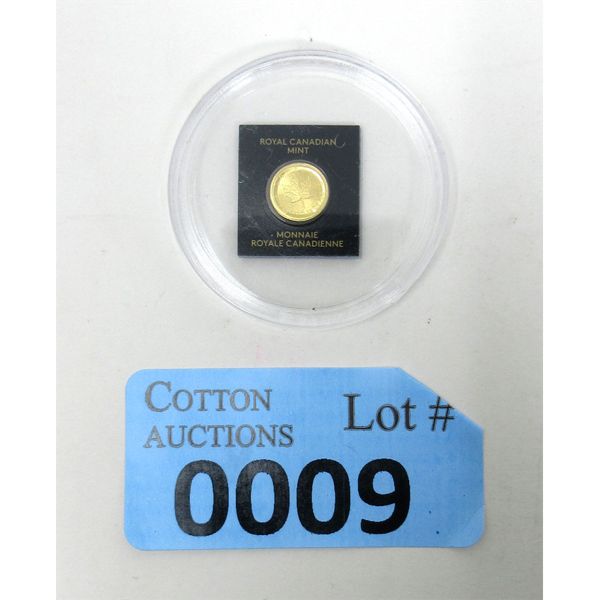 ROYAL CANADIAN
MINT
MONNAIE
ROYALE CANADIENNE
COTTON
AUCTIONS
Lot #
0009